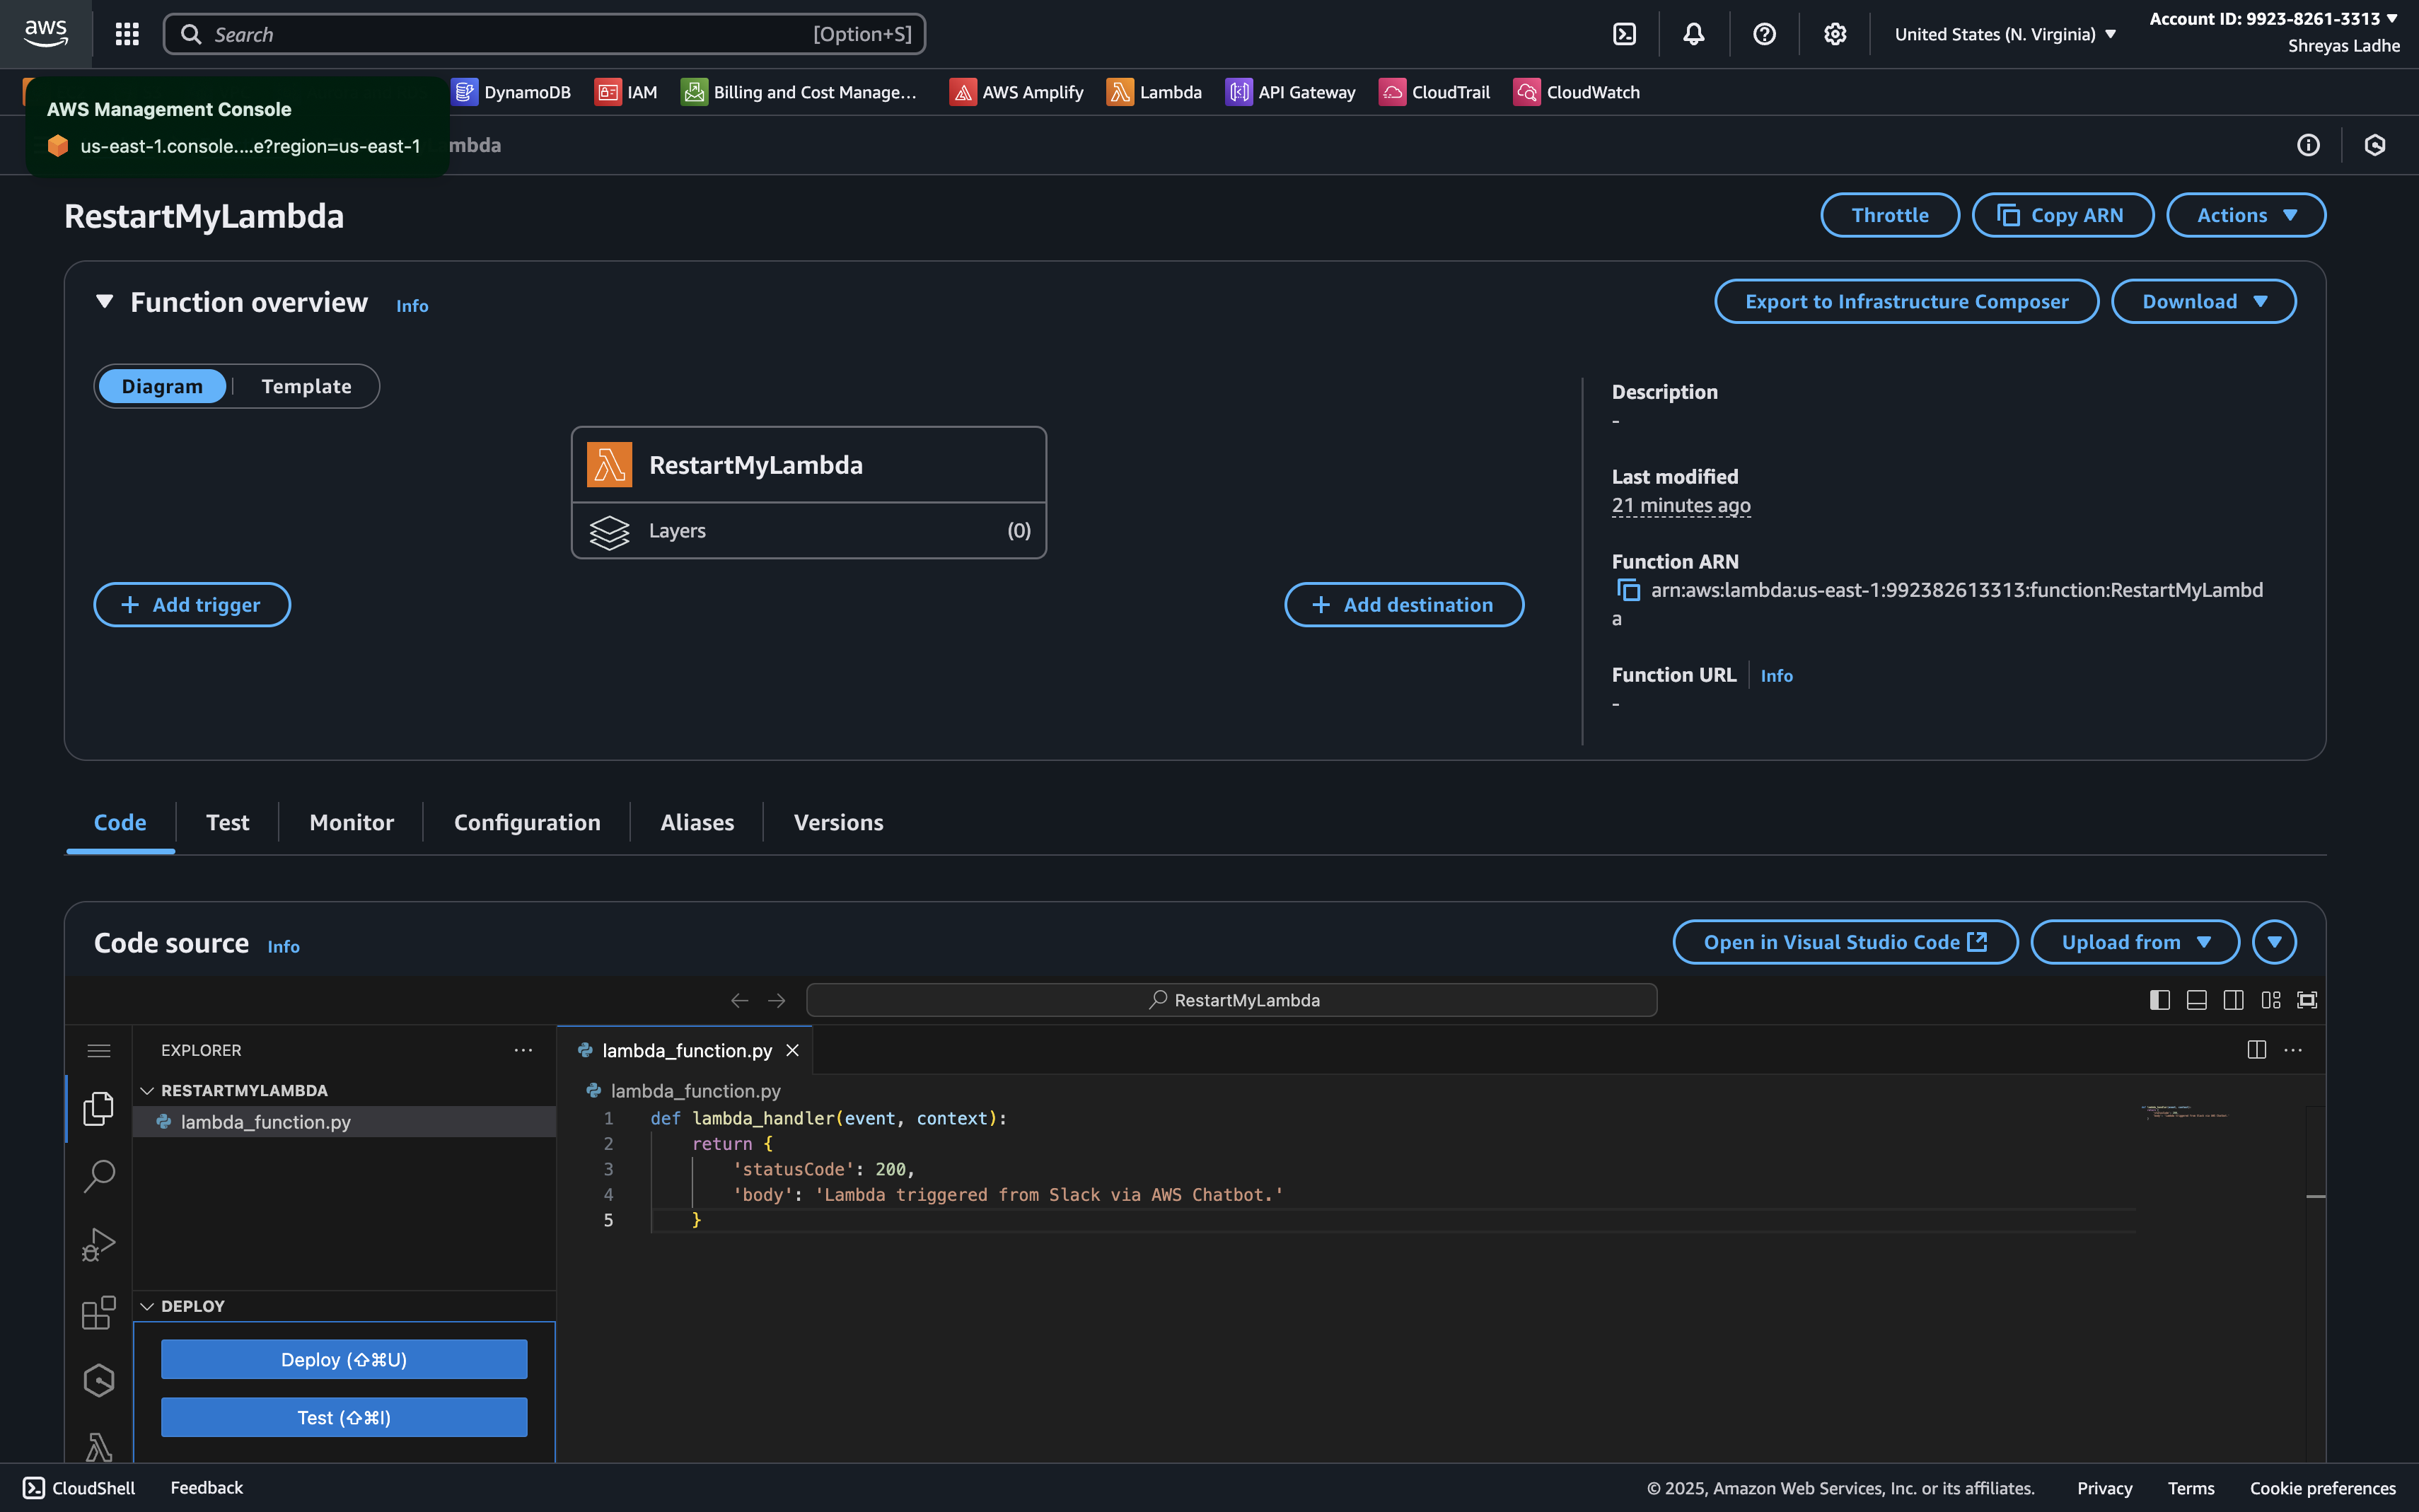 aws
Search [Option+S]
United States (N. Virginia)
Account ID: 9923-8261-3313
Shreyas Ladhe
DynamoDB IAM Billing and Cost Manage... AWS Amplify Lambda API Gateway CloudTrail CloudWatch
AWS Management Console
us-east-1.console....e?region=us-east-1
mbda
RestartMyLambda
Throttle Copy ARN Actions
Function overview Info
Export to Infrastructure Composer Download
Diagram Template
RestartMyLambda
Layers (0)
Add trigger
Add destination
Description
-
Last modified
21 minutes ago
Function ARN
arn:aws:lambda:us-east-1:992382613313:function:RestartMyLambd
a
Function URL Info
-
Code Test Monitor Configuration Aliases Versions
Code source Info
Open in Visual Studio Code Upload from
RestartMyLambda
EXPLORER
RESTARTMYLAMBDA
lambda_function.py
DEPLOY
Deploy (⇧⌘U)
Test (⇧⌘I)
lambda_function.py
lambda_function.py
1 def lambda_handler(event, context):
2 return {
3 'statusCode': 200,
4 'body': 'Lambda triggered from Slack via AWS Chatbot.'
5 }
CloudShell Feedback
© 2025, Amazon Web Services, Inc. or its affiliates. Privacy Terms Cookie preferences